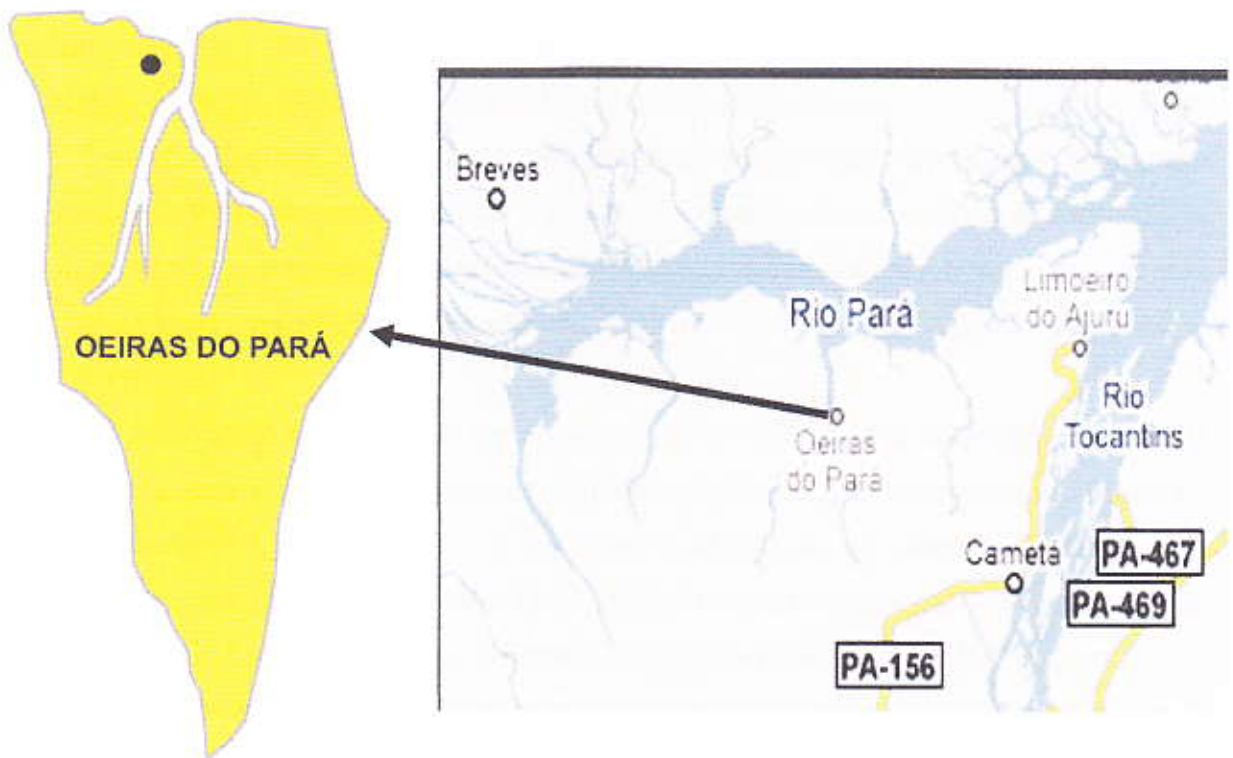 OEIRAS DO PARÁ
Breves
Rio Pará
Limoeiro
do Ajuru
Rio
Tocantins
Oeiras
do Pará
Cametá
PA-467
PA-469
PA-156